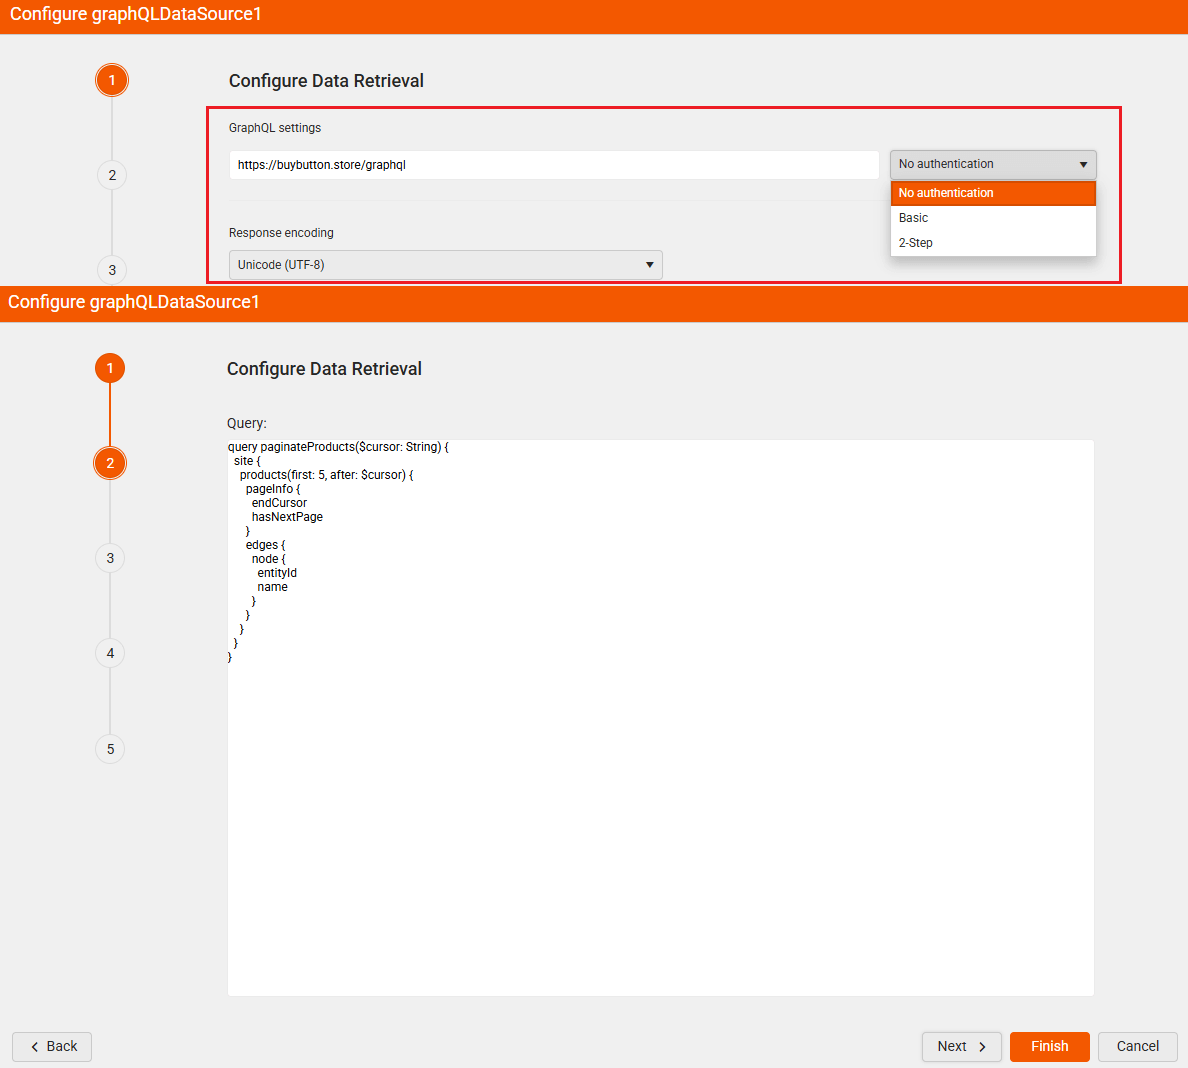 Configure graphQLDataSource1
1
Configure Data Retrieval
GraphQL settings
https://buybutton.store/graphql
No authentication
No authentication
2
Basic
Response encoding
2-Step
Unicode (UTF-8)
3
Configure graphQLDataSource1
1
Configure Data Retrieval
Query:
query paginateProducts($cursor: String) {
site {
2
products(first: 5, after: $cursor) {
pageInfo {
endCursor
hasNextPage
}
edges {
3
node {
entityId
name
}
}
}
}
4
}
5
Back
Next
Finish
Cancel